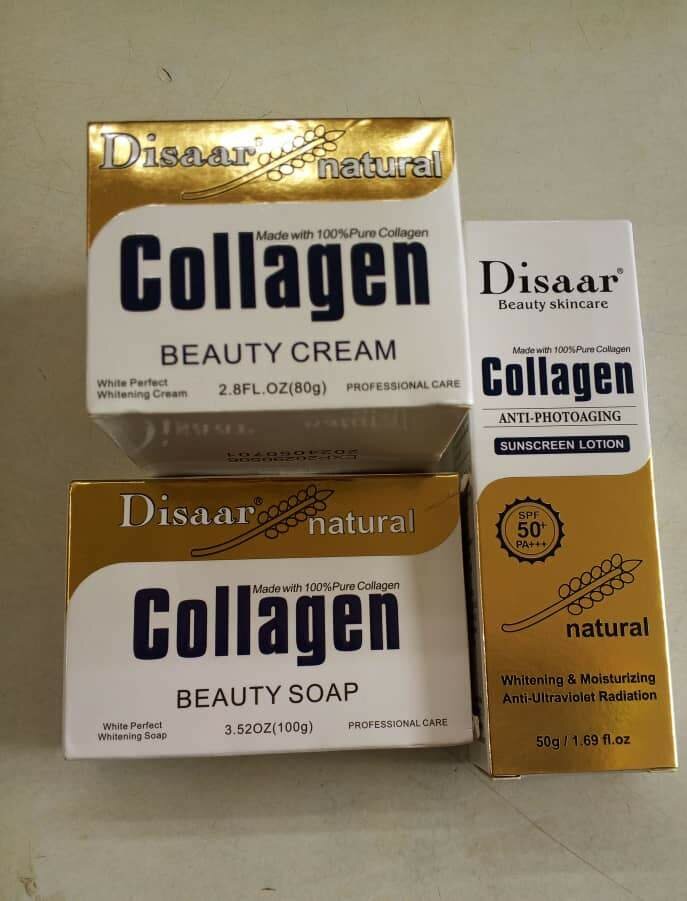 Disaar®
natural
Made with 100%Pure Collagen
Collagen
BEAUTY CREAM
White Perfect
Whitening Cream
2.8FL.OZ(80g)
PROFESSIONAL CARE
Disaar
natural
Disaar®
natural
Made with 100%Pure Collagen
Collagen
BEAUTY SOAP
White Perfect
Whitening Soap
3.52OZ(100g)
PROFESSIONAL CARE
Disaar®
Beauty skincare
Made with 100%Pure Collagen
Collagen
ANTI-PHOTOAGING
SUNSCREEN LOTION
SPF
50+
PA+++
natural
Whitening & Moisturizing
Anti-Ultraviolet Radiation
50g / 1.69 fl.oz